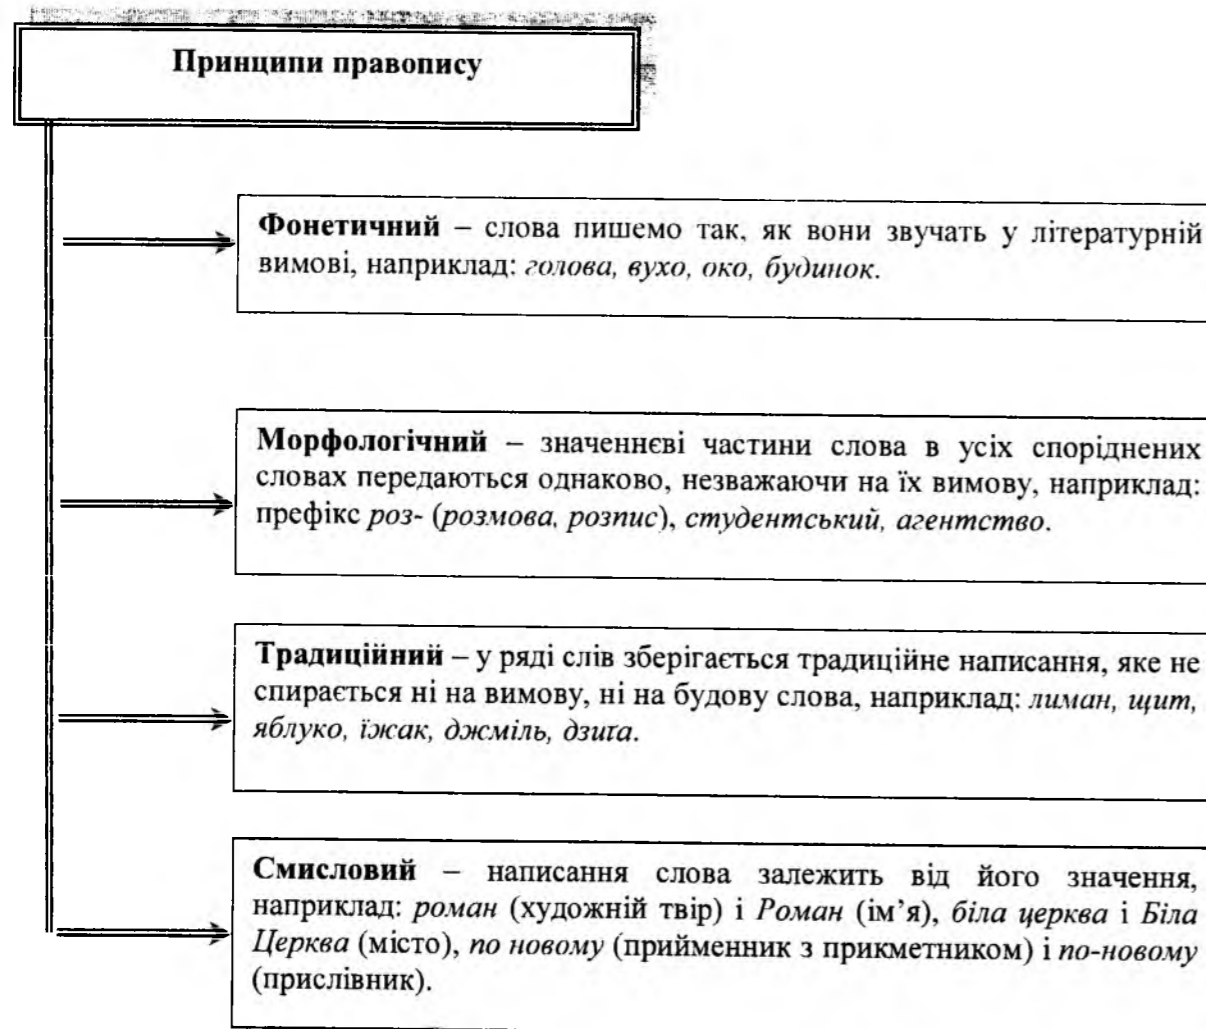 Принципи правопису
Фонетичний – слова пишемо так, як вони звучать у літературній
вимові, наприклад: голова, вухо, око, будинок.
Морфологічний – значеннєві частини слова в усіх споріднених
словах передаються однаково, незважаючи на їх вимову, наприклад:
префікс роз- (розмова, розпис), студентський, агентство.
Традиційний – у ряді слів зберігається традиційне написання, яке не
спирається ні на вимову, ні на будову слова, наприклад: лиман, щит,
яблуко, їжак, джміль, дзиґа.
Смисловий – написання слова залежить від його значення,
наприклад: роман (художній твір) і Роман (ім’я), біла церква і Біла
Церква (місто), по новому (прийменник з прикметником) і по-новому
(прислівник).